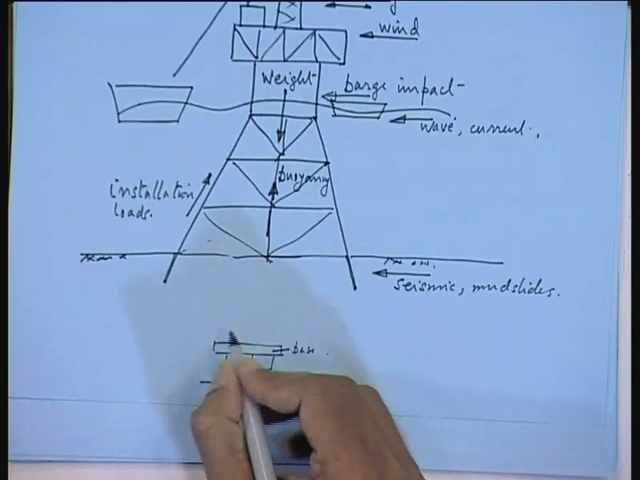 wind
Weight
barge impact
wave, current.
buoyancy
installation
loads.
seismic, mudslides.
base.